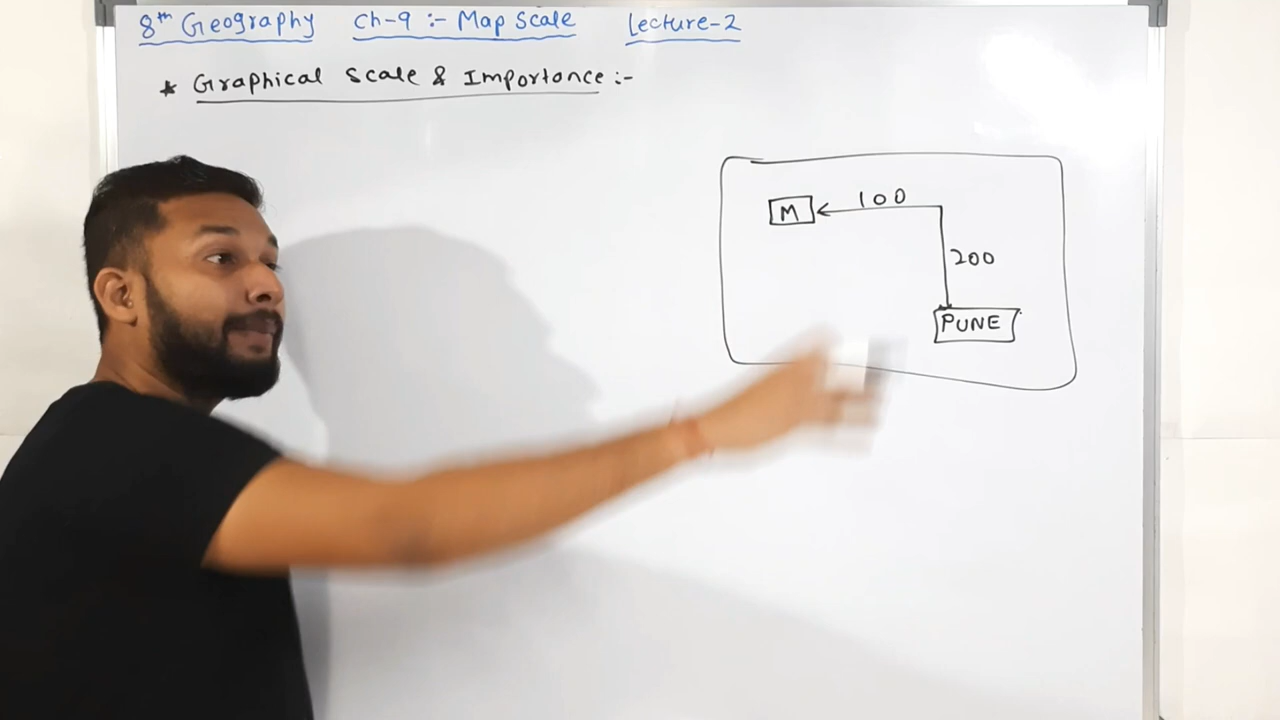 8th Geography Ch-9 :- Map Scale Lecture-2
* Graphical Scale & Importance :-
M 100
200
PUNE